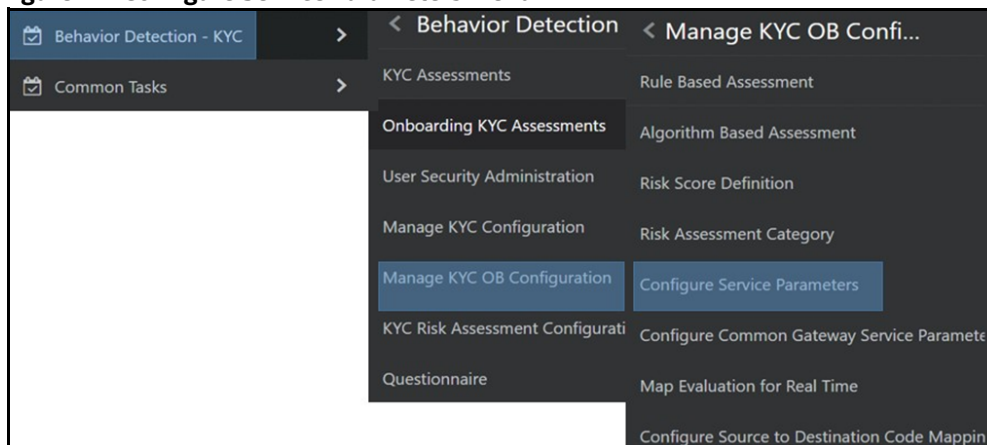 Behavior Detection - KYC
Common Tasks
Behavior Detection
KYC Assessments
Onboarding KYC Assessments
User Security Administration
Manage KYC Configuration
Manage KYC OB Configuration
KYC Risk Assessment Configurati
Questionnaire
Manage KYC OB Confi...
Rule Based Assessment
Algorithm Based Assessment
Risk Score Definition
Risk Assessment Category
Configure Service Parameters
Configure Common Gateway Service Paramete
Map Evaluation for Real Time
Configure Source to Destination Code Mappin